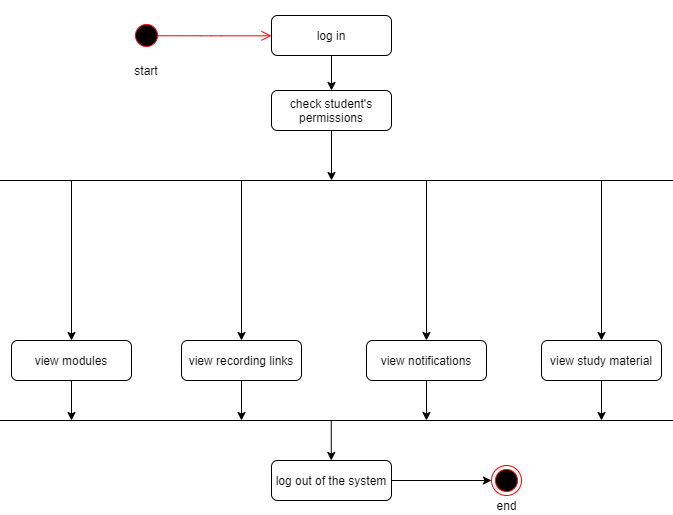 log in
start
check student's
permissions
view modules
view recording links
view notifications
view study material
log out of the system
end